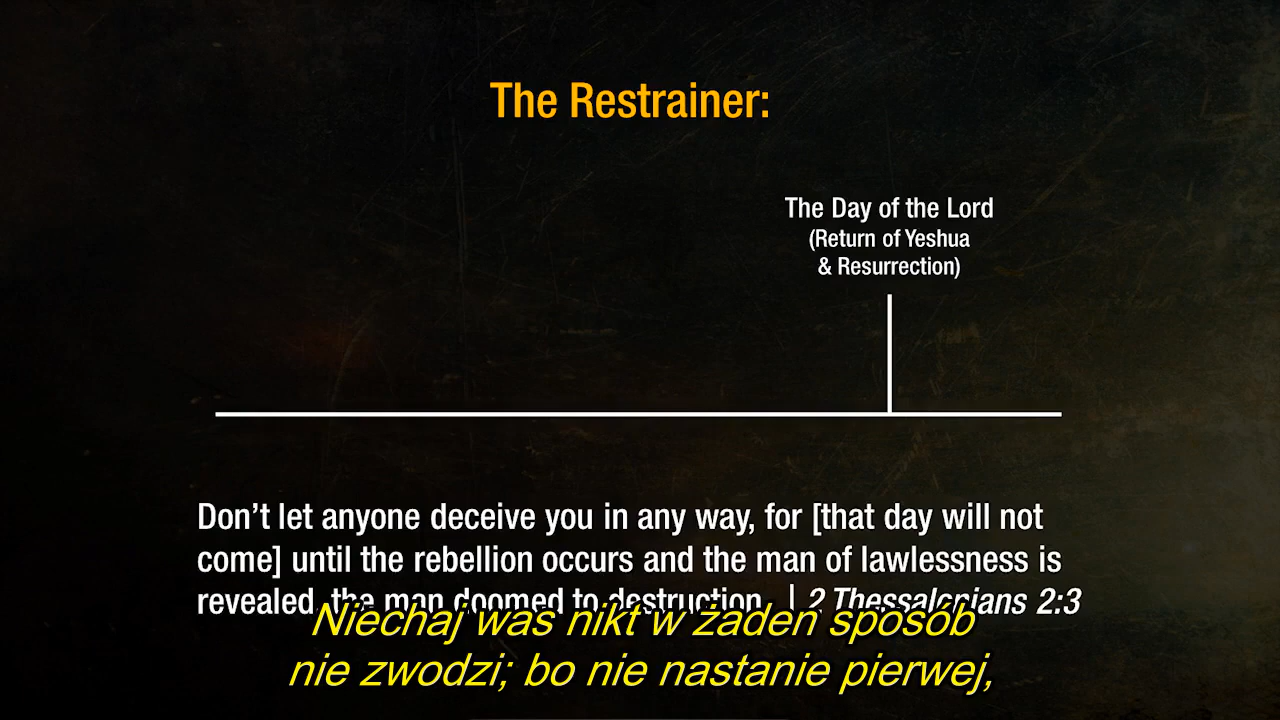 The Restrainer:
The Day of the Lord
(Return of Yeshua
& Resurrection)
Don't let anyone deceive you in any way, for [that day will not
come] until the rebellion occurs and the man of lawlessness is
revealed, the man doomed to destruction. | 2 Thessalonians 2:3
Niechaj was nikt w żaden sposób
nie zwodzi; bo nie nastanie pierwej,